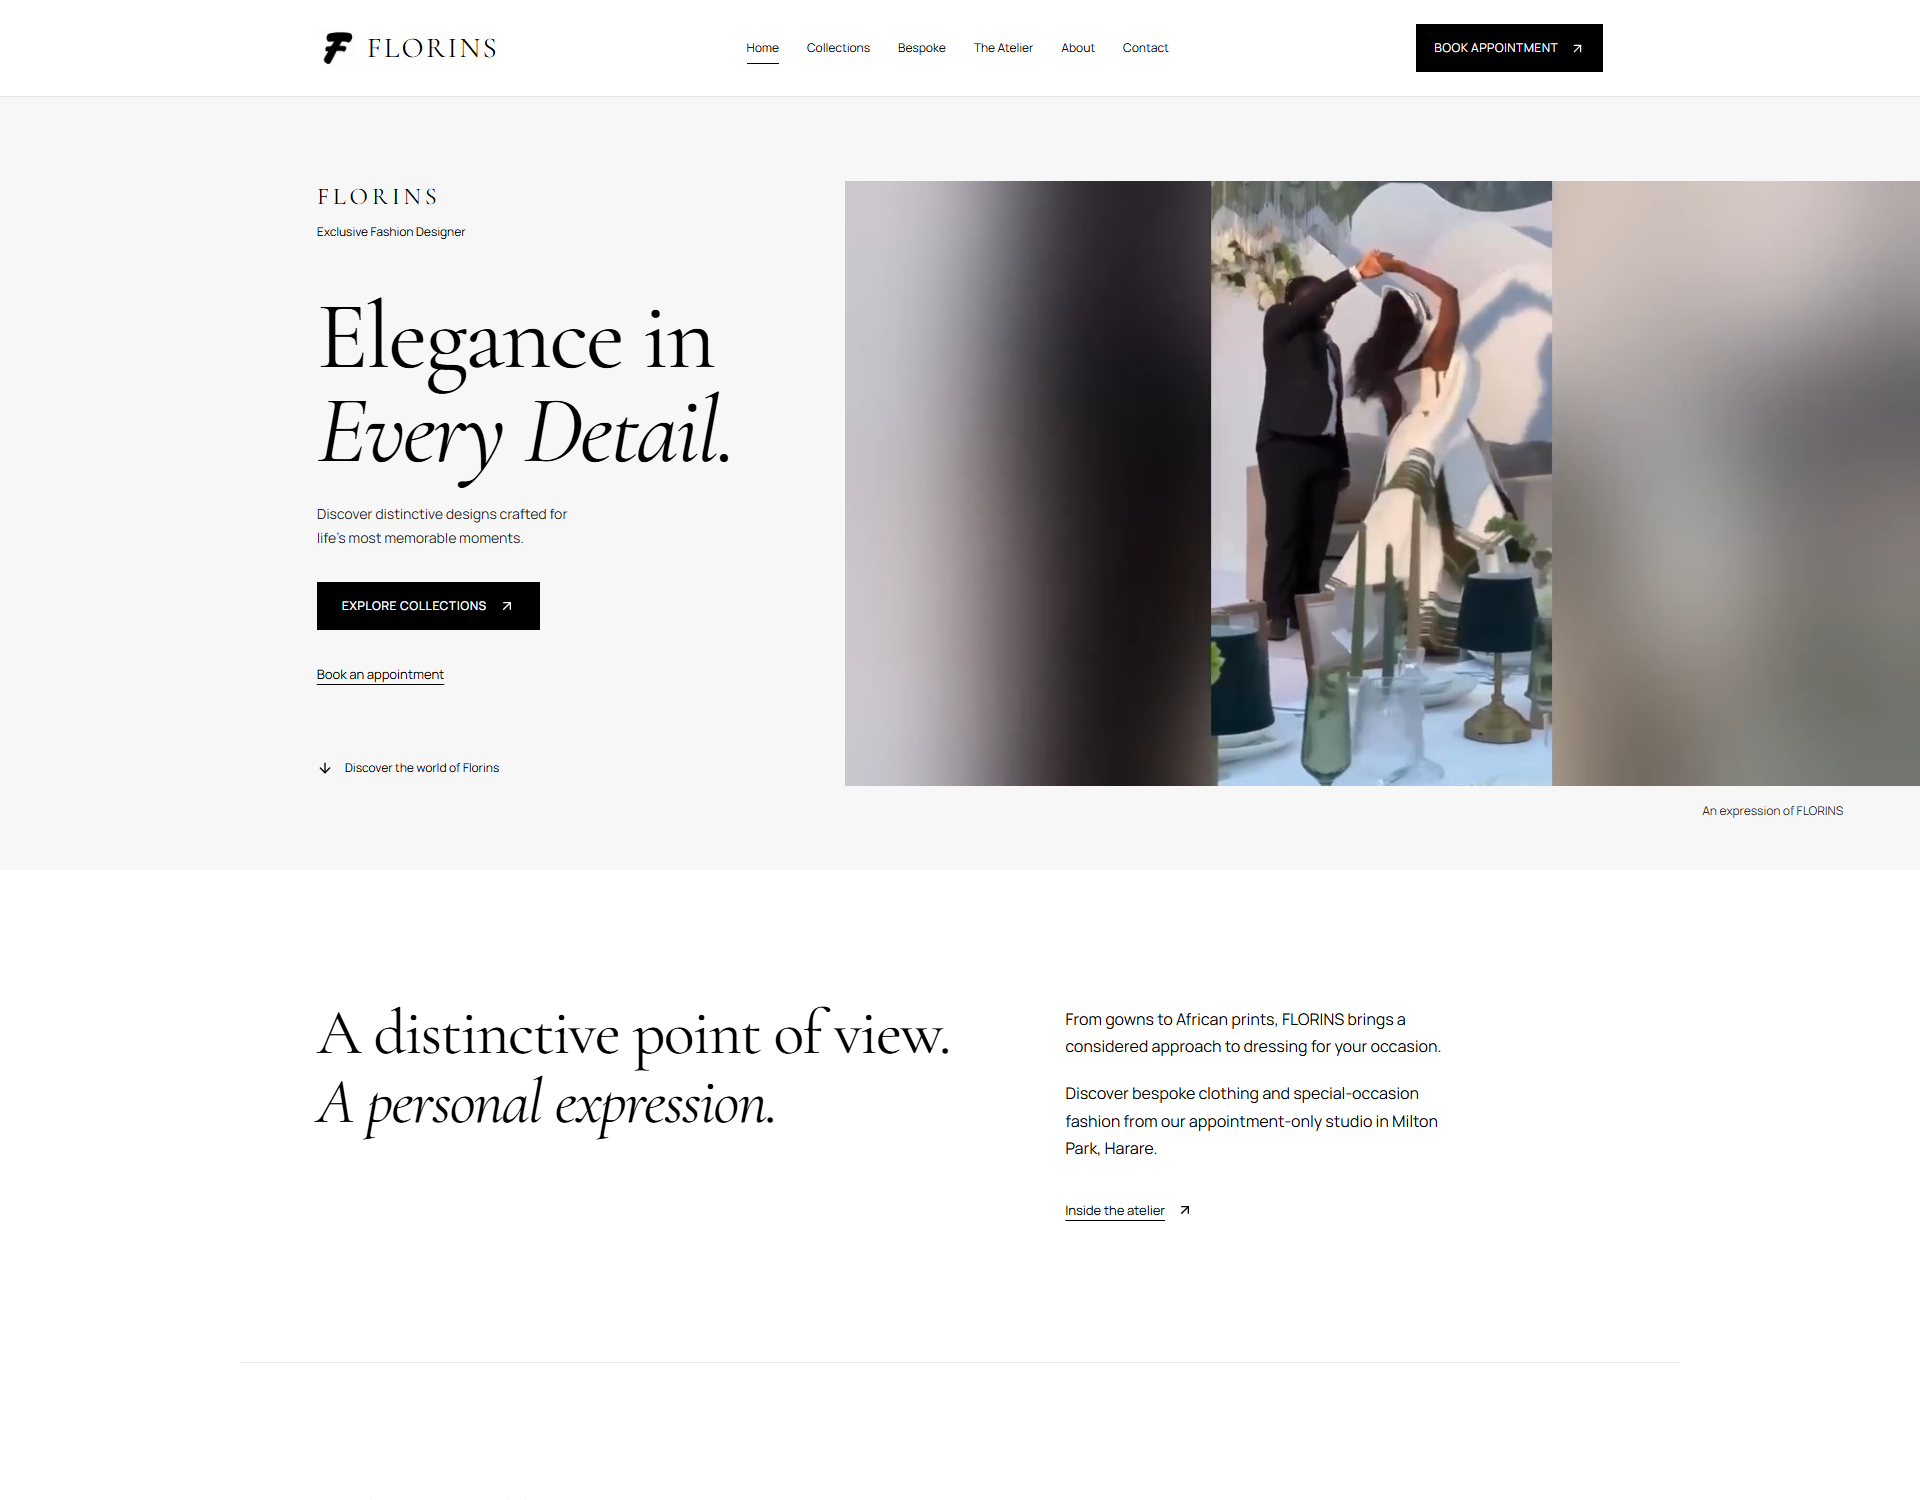 F FLORINS
Home Collections Bespoke The Atelier About Contact
BOOK APPOINTMENT
FLORINS
Exclusive Fashion Designer
Elegance in
Every Detail.
Discover distinctive designs crafted for
life's most memorable moments.
EXPLORE COLLECTIONS
Book an appointment
Discover the world of Florins
An expression of FLORINS
A distinctive point of view.
A personal expression.
From gowns to African prints, FLORINS brings a
considered approach to dressing for your occasion.
Discover bespoke clothing and special-occasion
fashion from our appointment-only studio in Milton
Park, Harare.
Inside the atelier